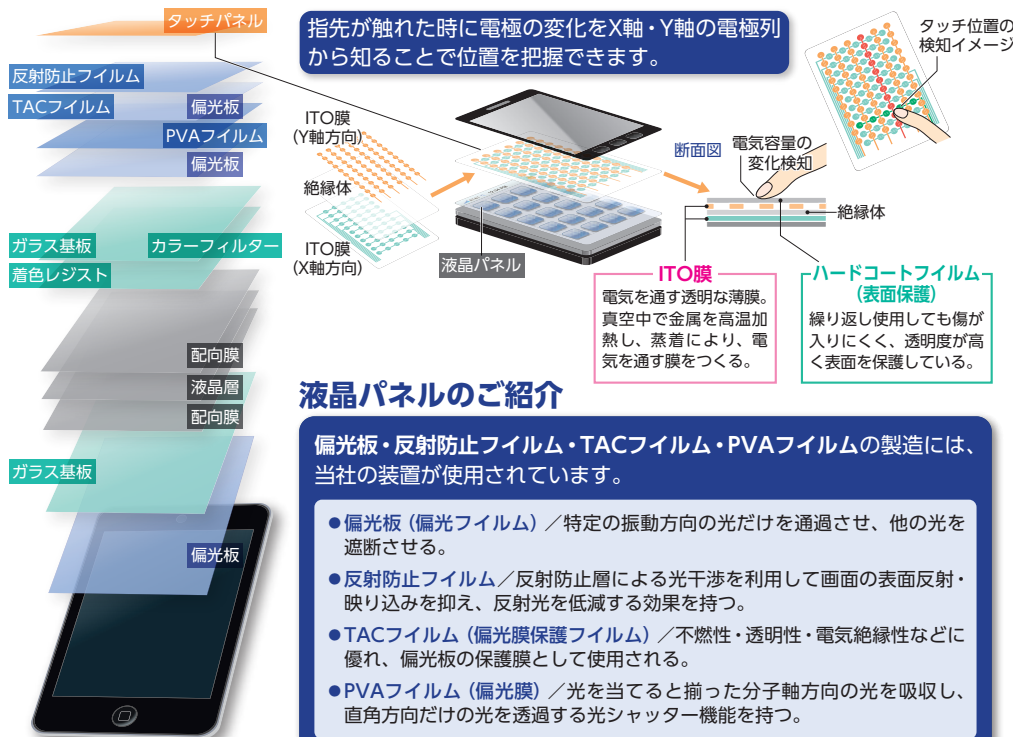 タッチパネル
反射防止フイルム
TACフイルム
偏光板
PVAフイルム
偏光板
ガラス基板
カラーフィルター
着色レジスト
配向膜
液晶層
配向膜
ガラス基板
偏光板
指先が触れた時に電極の変化をX軸・Y軸の電極列
から知ることで位置を把握できます。
タッチ位置の
検知イメージ
ITO膜
(Y軸方向)
絶縁体
ITO膜
(X軸方向)
液晶パネル
断面図
電気容量の
変化検知
絶縁体
ITO膜
電気を通す透明な薄膜。
真空中で金属を高温加
熱し、蒸着により、電
気を通す膜をつくる。
ハードコートフイルム
(表面保護)
繰り返し使用しても傷が
入りにくく、透明度が高
く表面を保護している。
液晶パネルのご紹介
偏光板・反射防止フイルム・TACフイルム・PVAフイルムの製造には、
当社の装置が使用されています。
●偏光板(偏光フイルム)／特定の振動方向の光だけを通過させ、他の光を
遮断させる。
●反射防止フイルム／反射防止層による光干渉を利用して画面の表面反射・
映り込みを抑え、反射光を低減する効果を持つ。
●TACフイルム(偏光膜保護フイルム)／不燃性・透明性・電気絶縁性などに
優れ、偏光板の保護膜として使用される。
●PVAフイルム(偏光膜)／光を当てると揃った分子軸方向の光を吸収し、
直角方向だけの光を透過する光シャッター機能を持つ。